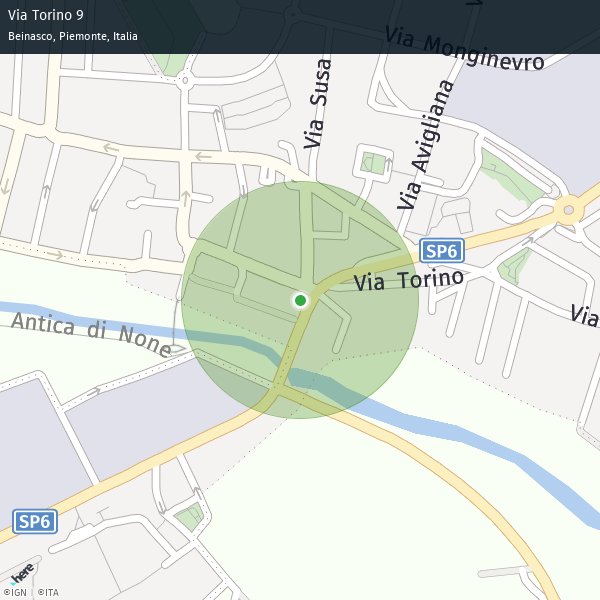 Via Torino 9
Beinasco, Piemonte, Italia
Via Monginevro
Via Susa
Via Avigliana
SP6
Via Torino
Via
Antica di None
SP6
here
©IGN | ©ITA